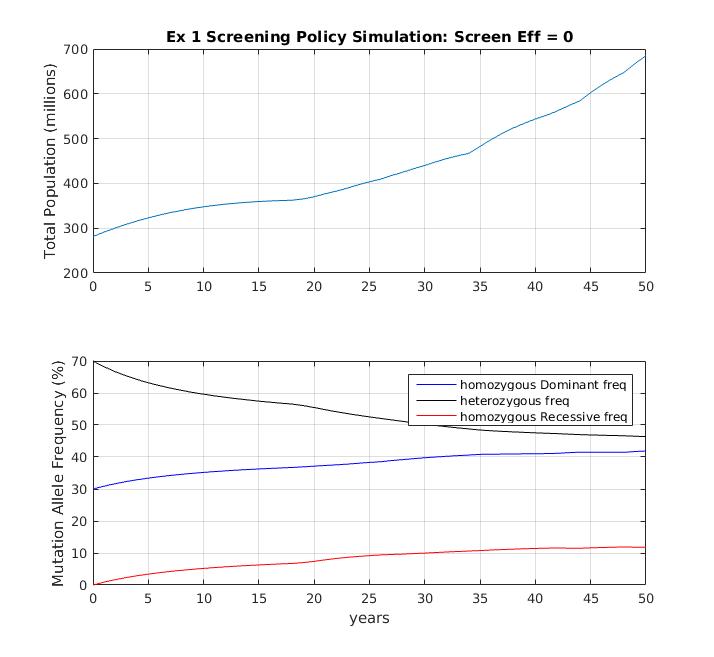 Ex 1 Screening Policy Simulation: Screen Eff = 0
Total Population (millions)
700
600
500
400
300
200
0 5 10 15 20 25 30 35 40 45 50
Mutation Allele Frequency (%)
70
60
50
40
30
20
10
0
homozygous Dominant freq
heterozygous freq
homozygous Recessive freq
0 5 10 15 20 25 30 35 40 45 50
years